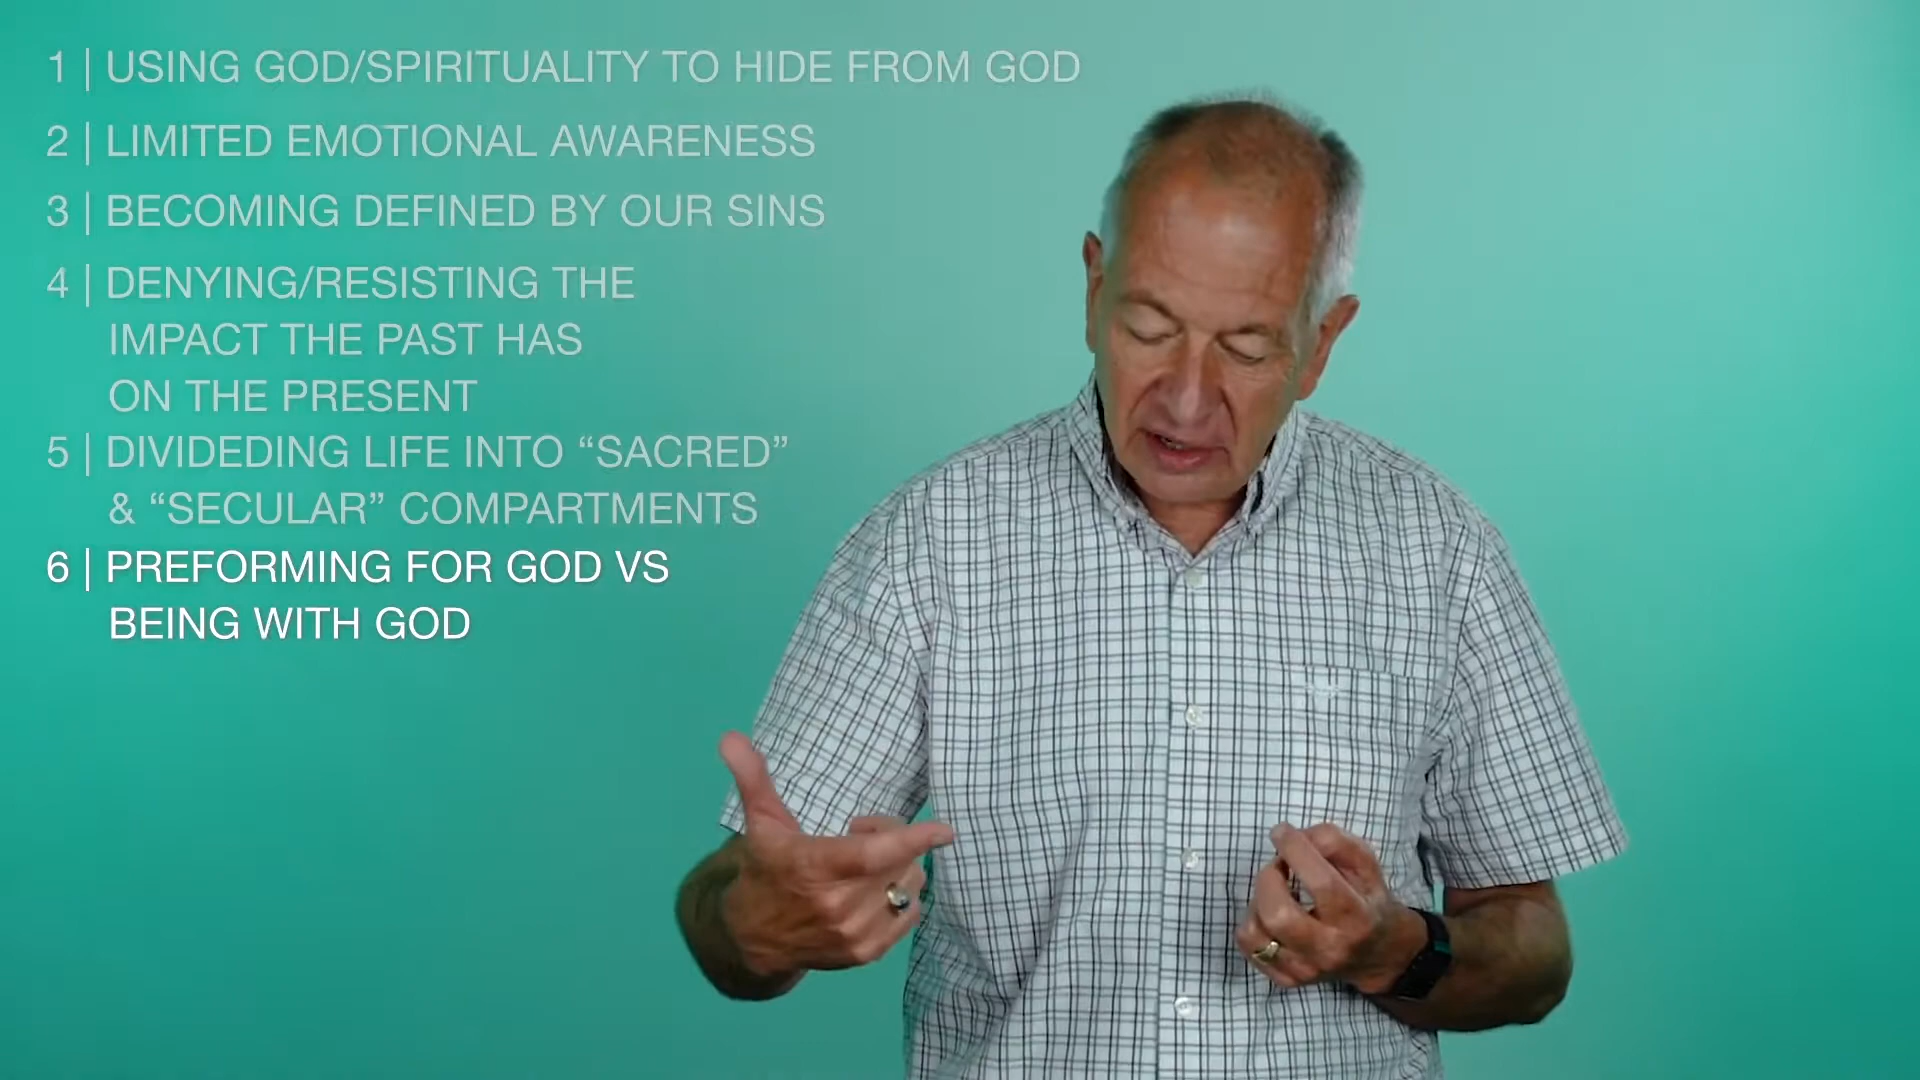 1 | USING GOD/SPIRITUALITY TO HIDE FROM GOD
2 | LIMITED EMOTIONAL AWARENESS
3 | BECOMING DEFINED BY OUR SINS
4 | DENYING/RESISTING THE
IMPACT THE PAST HAS
ON THE PRESENT
5 | DIVIDEDING LIFE INTO “SACRED”
& “SECULAR” COMPARTMENTS
6 | PREFORMING FOR GOD VS
BEING WITH GOD